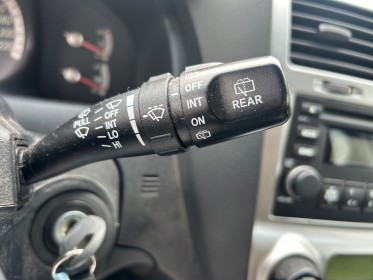 OFF
INT
ON
REAR
OFF
INT
LO
HI
PULL